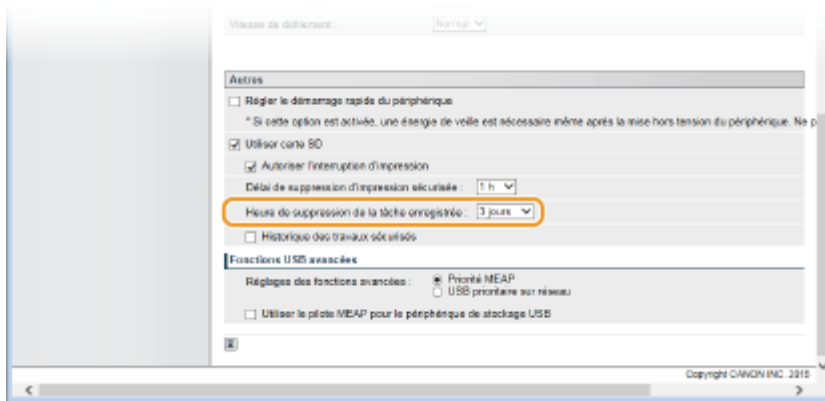 Vitesse de défilement : Normal
Autres
Régler le démarrage rapide du périphérique
* Si cette option est activée, une énergie de veille est nécessaire même après la mise hors tension du périphérique. Ne p
Utiliser carte SD
Autoriser l'interruption d'impression
Délai de suppression d'impression sécurisée : 1 h
Heure de suppression de la tâche enregistrée : 3 jours
Historique des travaux sécurisés
Fonctions USB avancées
Réglages des fonctions avancées : Priorité MEAP
USB prioritaire sur réseau
Utiliser le pilote MEAP pour le périphérique de stockage USB
Copyright CANON INC. 2015